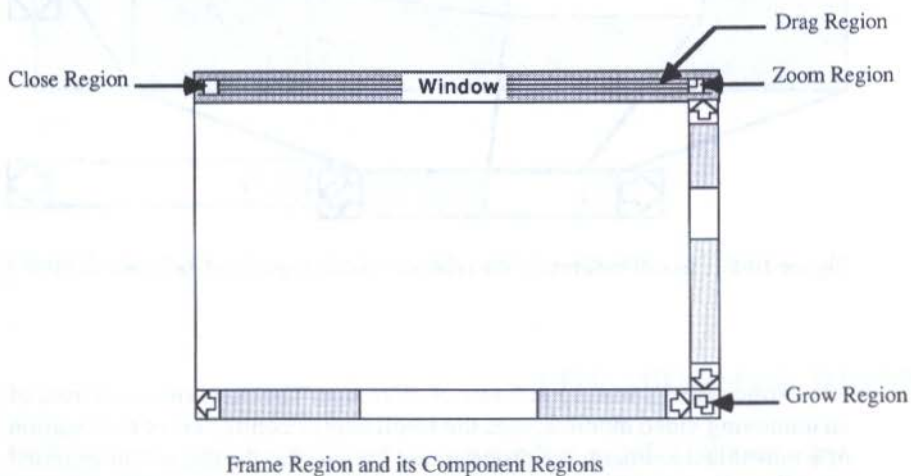 Drag Region
Close Region
Zoom Region
Window
Grow Region
Frame Region and its Component Regions